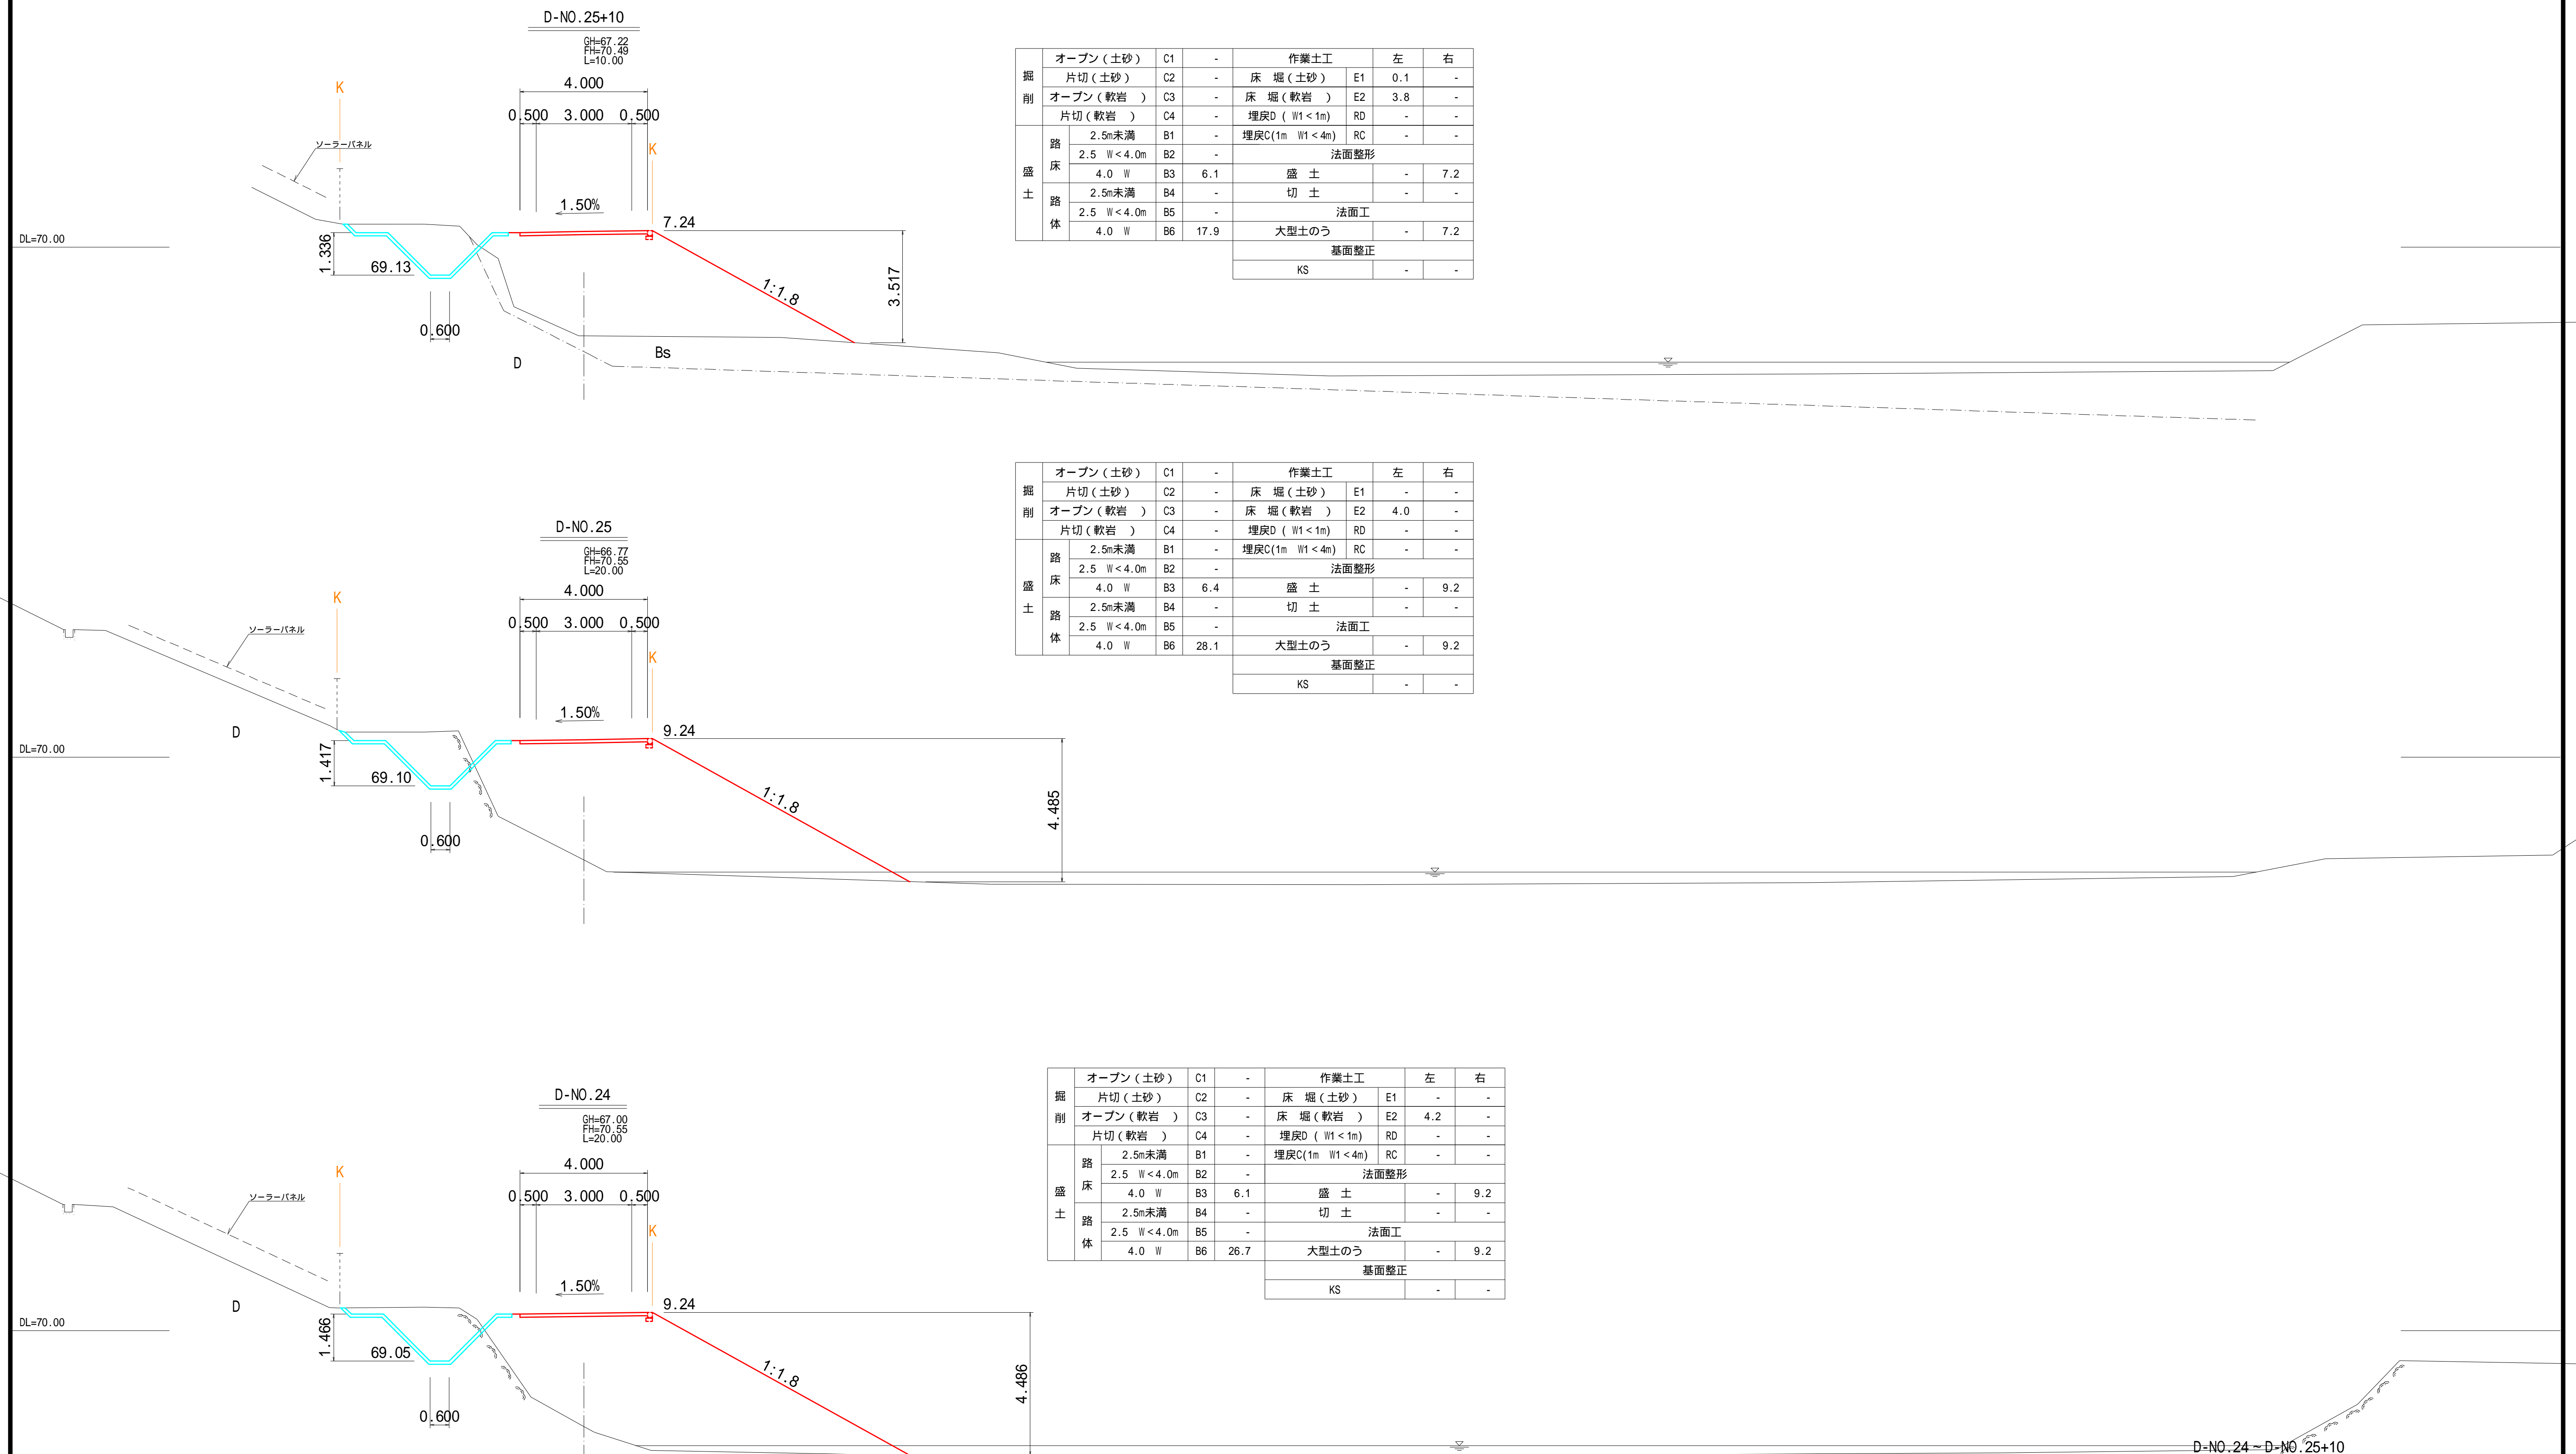 D-NO.25+10
GH=67.22
FH=70.49
L=10.00
4.000
0.500 3.000 0.500
K
K
ソーラーパネル
1.50%
7.24
DL=70.00
1.336
69.13
0.600
1:1.8
3.517
D
Bs
掘削 オープン(土砂) C1 - 作業土工 左 右
片切(土砂) C2 - 床 堀(土砂) E1 0.1 -
オープン(軟岩 ) C3 - 床 堀(軟岩 ) E2 3.8 -
片切(軟岩 ) C4 - 埋戻D ( W1<1m) RD - -
盛土 路床 2.5m未満 B1 - 埋戻C(1m W1<4m) RC - -
2.5 W<4.0m B2 - 法面整形
4.0 W B3 6.1 盛 土 - 7.2
路体 2.5m未満 B4 - 切 土 - -
2.5 W<4.0m B5 - 法面工
4.0 W B6 17.9 大型土のう - 7.2
基面整正
KS - -
D-NO.25
GH=66.77
FH=70.55
L=20.00
4.000
0.500 3.000 0.500
K
K
ソーラーパネル
1.50%
9.24
D
DL=70.00
1.417
69.10
0.600
1:1.8
4.485
掘削 オープン(土砂) C1 - 作業土工 左 右
片切(土砂) C2 - 床 堀(土砂) E1 - -
オープン(軟岩 ) C3 - 床 堀(軟岩 ) E2 4.0 -
片切(軟岩 ) C4 - 埋戻D ( W1<1m) RD - -
盛土 路床 2.5m未満 B1 - 埋戻C(1m W1<4m) RC - -
2.5 W<4.0m B2 - 法面整形
4.0 W B3 6.4 盛 土 - 9.2
路体 2.5m未満 B4 - 切 土 - -
2.5 W<4.0m B5 - 法面工
4.0 W B6 28.1 大型土のう - 9.2
基面整正
KS - -
D-NO.24
GH=67.00
FH=70.55
L=20.00
4.000
0.500 3.000 0.500
K
K
ソーラーパネル
1.50%
9.24
D
DL=70.00
1.466
69.05
0.600
1:1.8
4.486
掘削 オープン(土砂) C1 - 作業土工 左 右
片切(土砂) C2 - 床 堀(土砂) E1 - -
オープン(軟岩 ) C3 - 床 堀(軟岩 ) E2 4.2 -
片切(軟岩 ) C4 - 埋戻D ( W1<1m) RD - -
盛土 路床 2.5m未満 B1 - 埋戻C(1m W1<4m) RC - -
2.5 W<4.0m B2 - 法面整形
4.0 W B3 6.1 盛 土 - 9.2
路体 2.5m未満 B4 - 切 土 - -
2.5 W<4.0m B5 - 法面工
4.0 W B6 26.7 大型土のう - 9.2
基面整正
KS - -
D-NO.24~D-NO.25+10